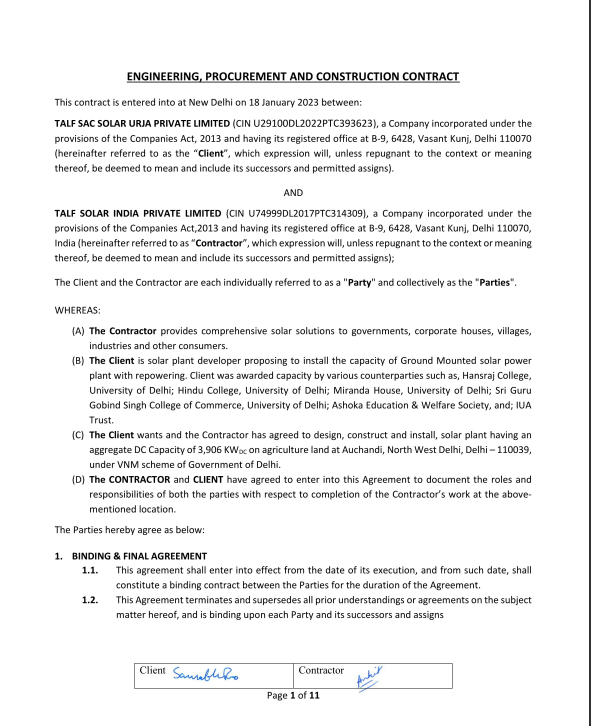 ENGINEERING, PROCUREMENT AND CONSTRUCTION CONTRACT
This contract is entered into at New Delhi on 18 January 2023 between:
TALF SAC SOLAR URJA PRIVATE LIMITED (CIN U29100DL2022PTC393623), a Company incorporated under the
provisions of the Companies Act, 2013 and having its registered office at B-9, 6428, Vasant Kunj, Delhi 110070
(hereinafter referred to as the "Client", which expression will, unless repugnant to the context or meaning
thereof, be deemed to mean and include its successors and permitted assigns).
AND
TALF SOLAR INDIA PRIVATE LIMITED (CIN U74999DL2017PTC314309), a Company incorporated under the
provisions of the Companies Act,2013 and having its registered office at B-9, 6428, Vasant Kunj, Delhi 110070,
India (hereinafter referred to as "Contractor", which expression will, unless repugnant to the context or meaning
thereof, be deemed to mean and include its successors and permitted assigns);
The Client and the Contractor are each individually referred to as a "Party" and collectively as the "Parties".
WHEREAS:
(A) The Contractor provides comprehensive solar solutions to governments, corporate houses, villages,
industries and other consumers.
(B) The Client is solar plant developer proposing to install the capacity of Ground Mounted solar power
plant with repowering. Client was awarded capacity by various counterparties such as, Hansraj College,
University of Delhi; Hindu College, University of Delhi; Miranda House, University of Delhi; Sri Guru
Gobind Singh College of Commerce, University of Delhi; Ashoka Education & Welfare Society, and; IUA
Trust.
(C) The Client wants and the Contractor has agreed to design, construct and install, solar plant having an
aggregate DC Capacity of 3,906 KWDC on agriculture land at Auchandi, North West Delhi, Delhi – 110039,
under VNM scheme of Government of Delhi.
(D) The CONTRACTOR and CLIENT have agreed to enter into this Agreement to document the roles and
responsibilities of both the parties with respect to completion of the Contractor's work at the above-
mentioned location.
The Parties hereby agree as below:
1. BINDING & FINAL AGREEMENT
1.1. This agreement shall enter into effect from the date of its execution, and from such date, shall
constitute a binding contract between the Parties for the duration of the Agreement.
1.2. This Agreement terminates and supersedes all prior understandings or agreements on the subject
matter hereof, and is binding upon each Party and its successors and assigns
Client Contractor Ankit
Page 1 of 11